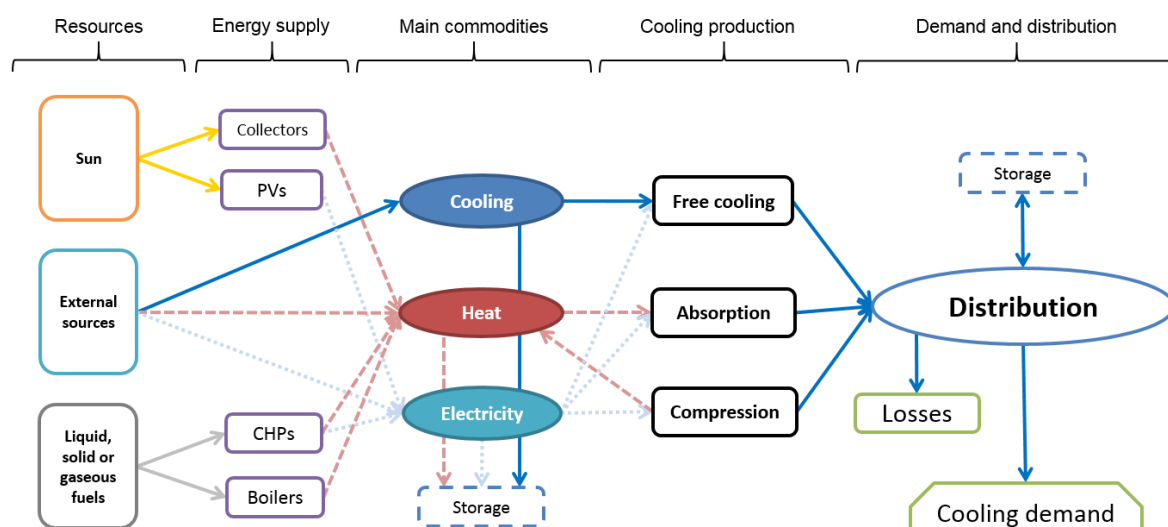 Resources
Energy supply
Main commodities
Cooling production
Demand and distribution
Sun
Collectors
PVs
Cooling
Free cooling
Storage
External
sources
Heat
Absorption
Distribution
Liquid,
solid or
gaseous
fuels
CHPs
Boilers
Electricity
Compression
Losses
Storage
Cooling demand